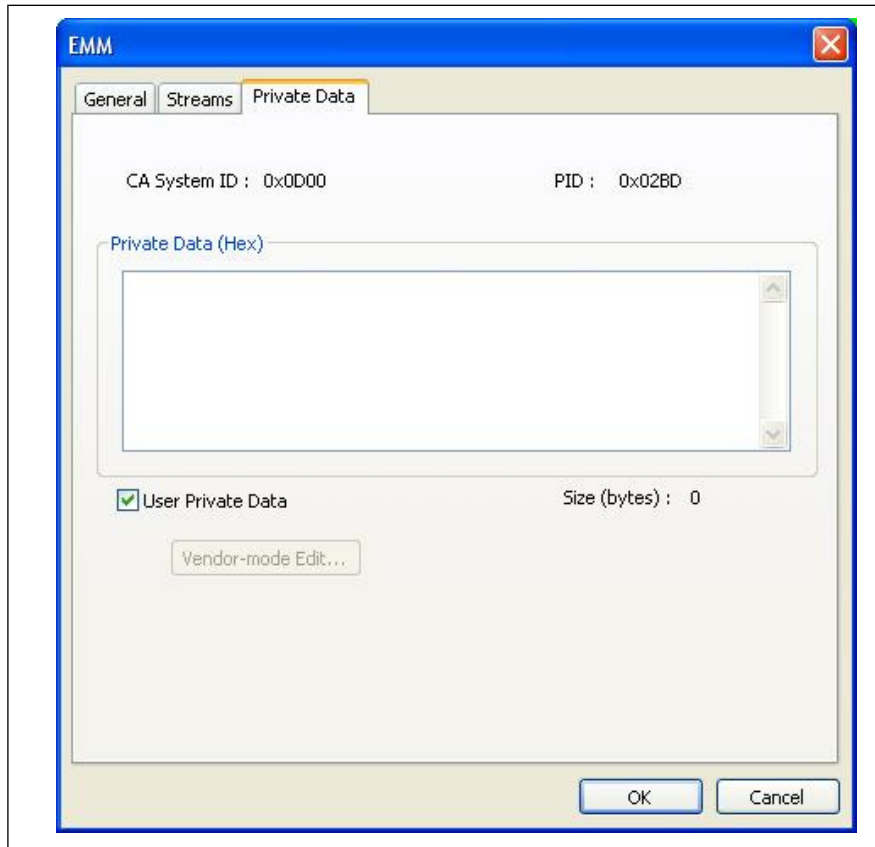 EMM
General Streams Private Data
CA System ID : 0x0D00 PID : 0x02BD
Private Data (Hex)
User Private Data Size (bytes) : 0
Vendor-mode Edit...
OK Cancel